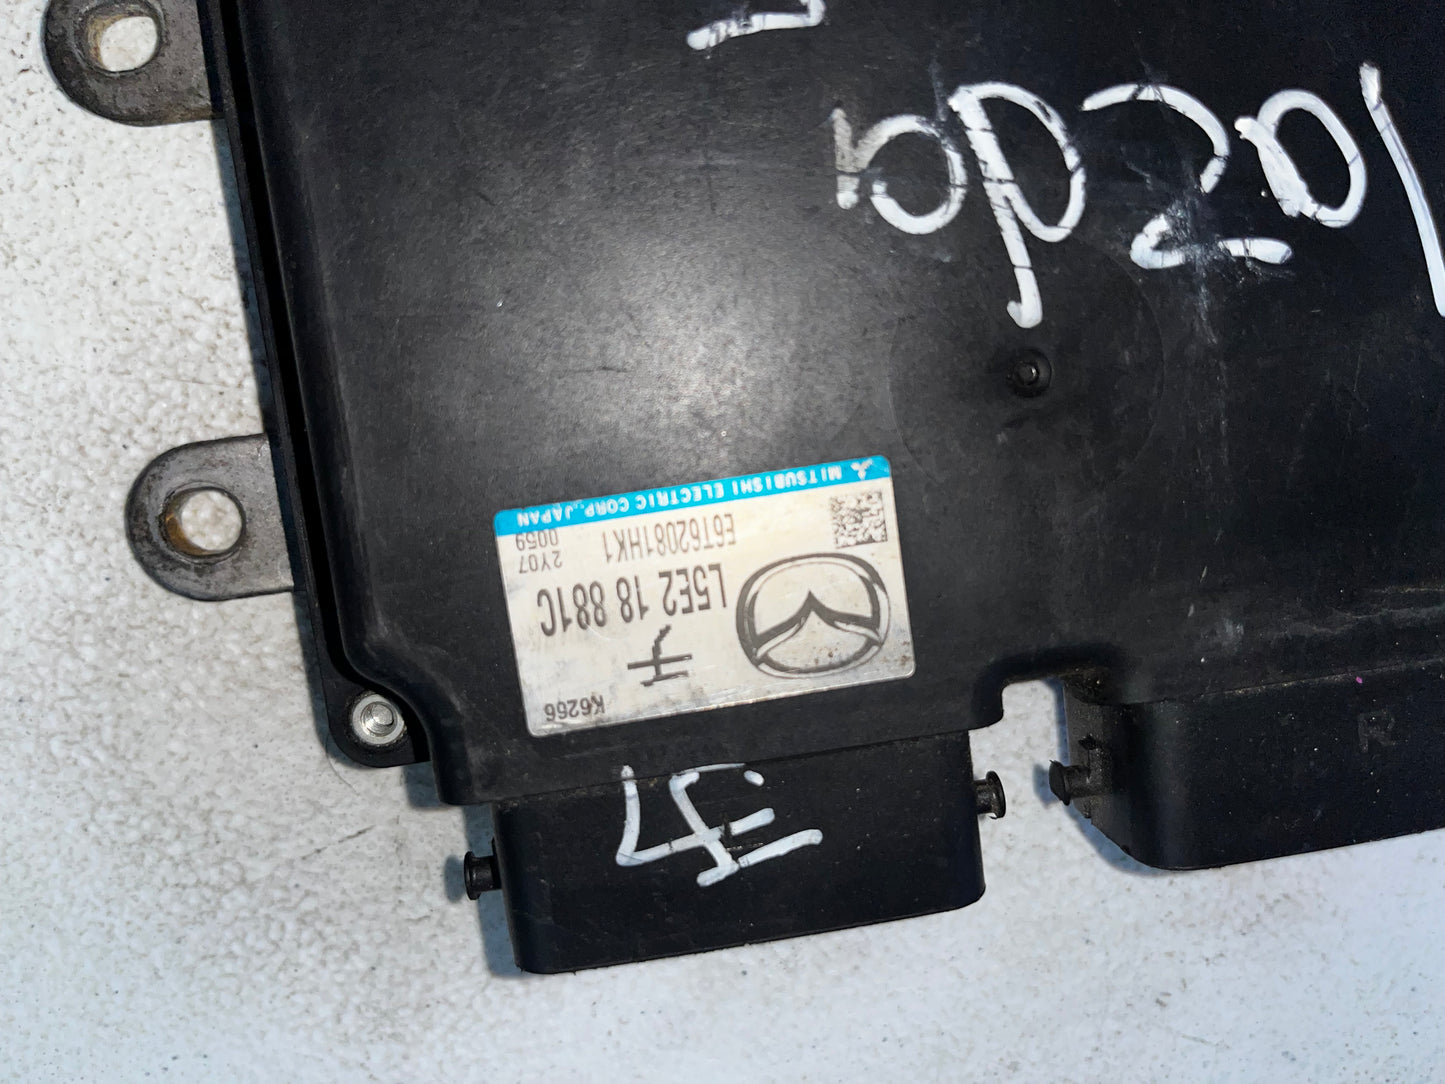 K6266
L5E2 18 881C
E6T62081HK1 2Y07
0059
MITSUBISHI ELECTRIC CORP.,JAPAN
R